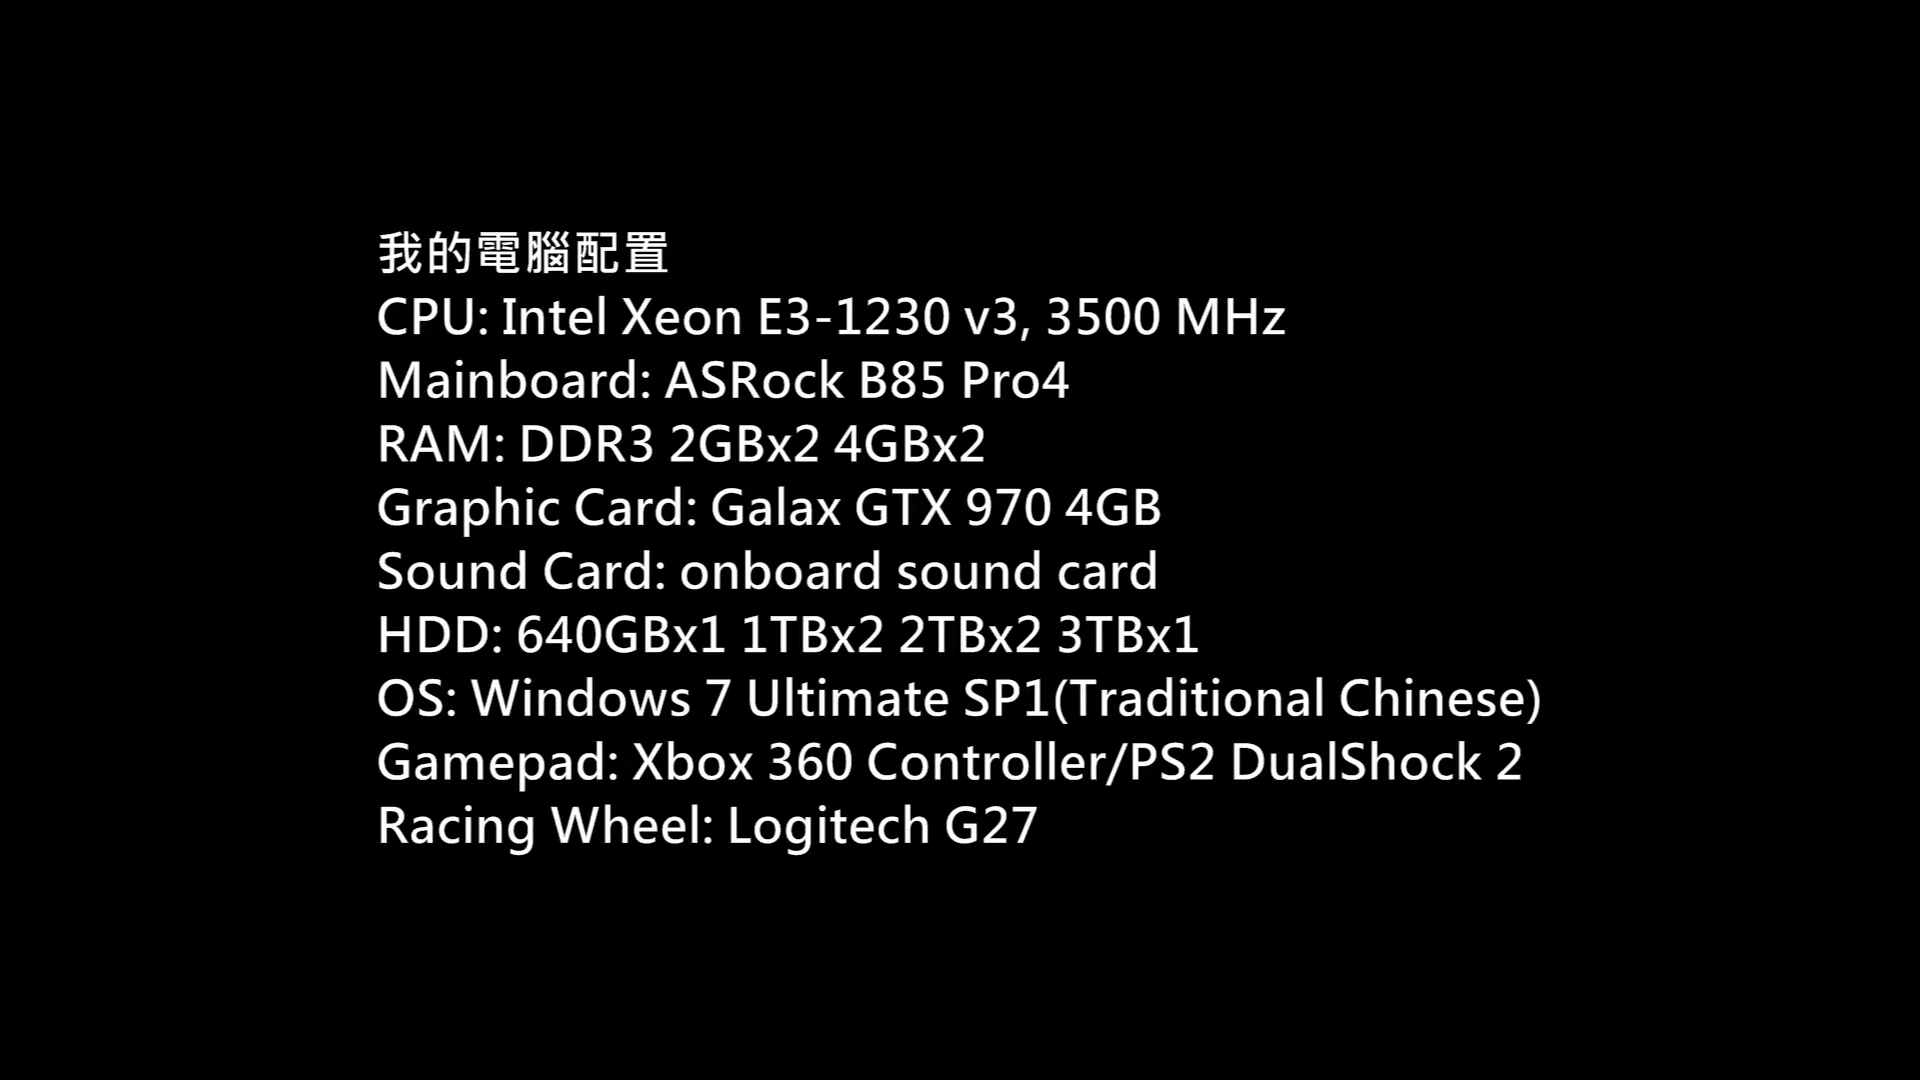 我的電腦配置
CPU: Intel Xeon E3-1230 v3, 3500 MHz
Mainboard: ASRock B85 Pro4
RAM: DDR3 2GBx2 4GBx2
Graphic Card: Galax GTX 970 4GB
Sound Card: onboard sound card
HDD: 640GBx1 1TBx2 2TBx2 3TBx1
OS: Windows 7 Ultimate SP1(Traditional Chinese)
Gamepad: Xbox 360 Controller/PS2 DualShock 2
Racing Wheel: Logitech G27